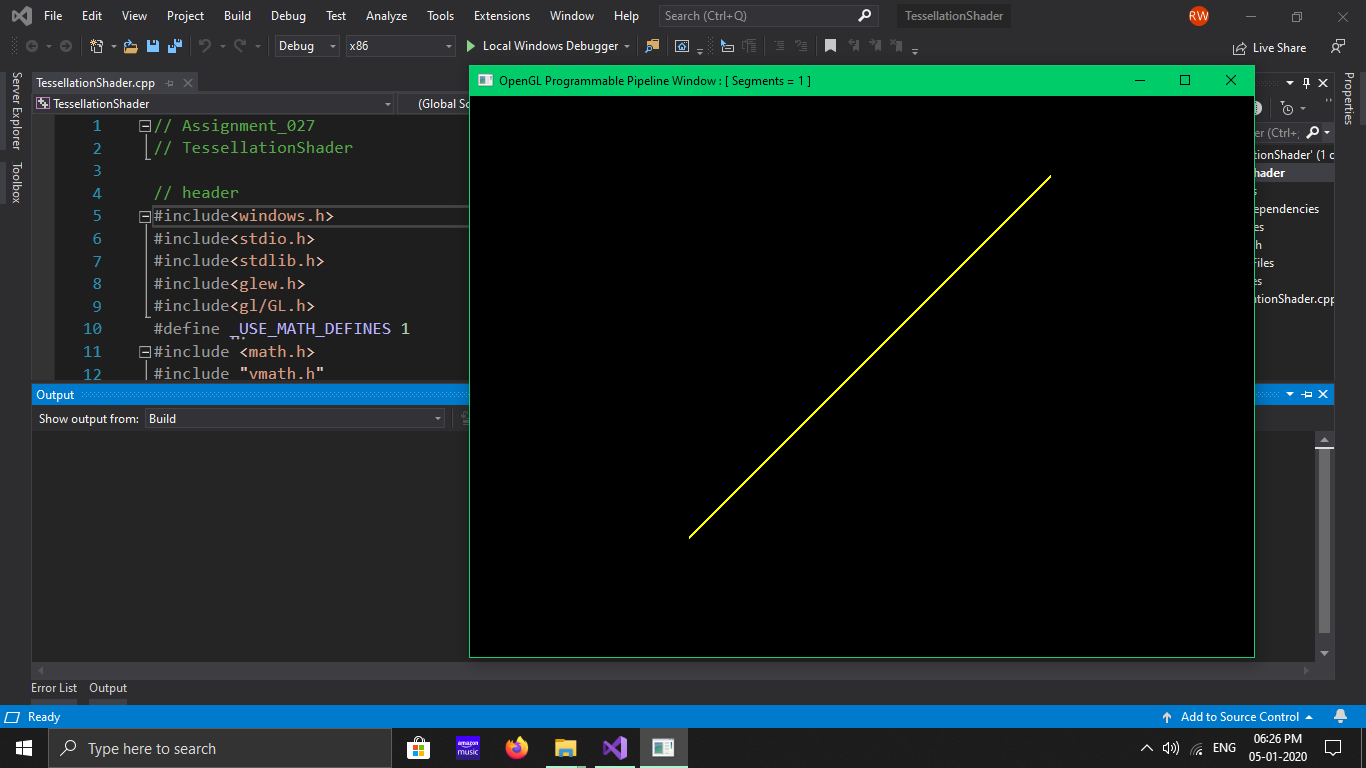 File Edit View Project Build Debug Test Analyze Tools Extensions Window Help Search (Ctrl+Q) TessellationShader RW
Debug x86 Local Windows Debugger Live Share
Server Explorer
Toolbox
TessellationShader.cpp
TessellationShader (Global Sc
1 // Assignment_027
2 // TessellationShader
3
4 // header
5 #include<windows.h>
6 #include<stdio.h>
7 #include<stdlib.h>
8 #include<glew.h>
9 #include<gl/GL.h>
10 #define _USE_MATH_DEFINES 1
11 #include <math.h>
12 #include "vmath.h"
OpenGL Programmable Pipeline Window : [ Segments = 1 ]
Properties
er (Ctrl+;
tionShader' (1 c
hader
s
ependencies
es
h
Files
es
ationShader.cpp
Output
Show output from: Build
Error List Output
Ready Add to Source Control
Type here to search amazon music ENG 06:26 PM
05-01-2020